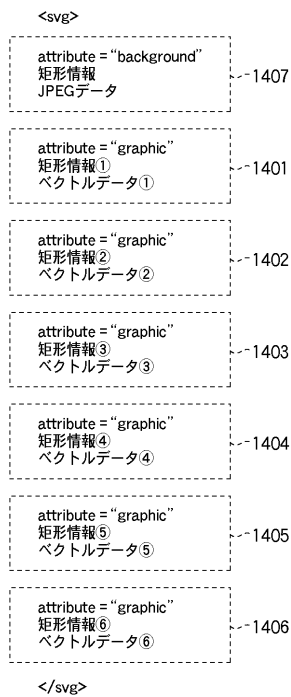 <svg>
attribute = “background”
矩形情報
JPEGデータ
1407
attribute = “graphic”
矩形情報①
ベクトルデータ①
1401
attribute = “graphic”
矩形情報②
ベクトルデータ②
1402
attribute = “graphic”
矩形情報③
ベクトルデータ③
1403
attribute = “graphic”
矩形情報④
ベクトルデータ④
1404
attribute = “graphic”
矩形情報⑤
ベクトルデータ⑤
1405
attribute = “graphic”
矩形情報⑥
ベクトルデータ⑥
1406
</svg>